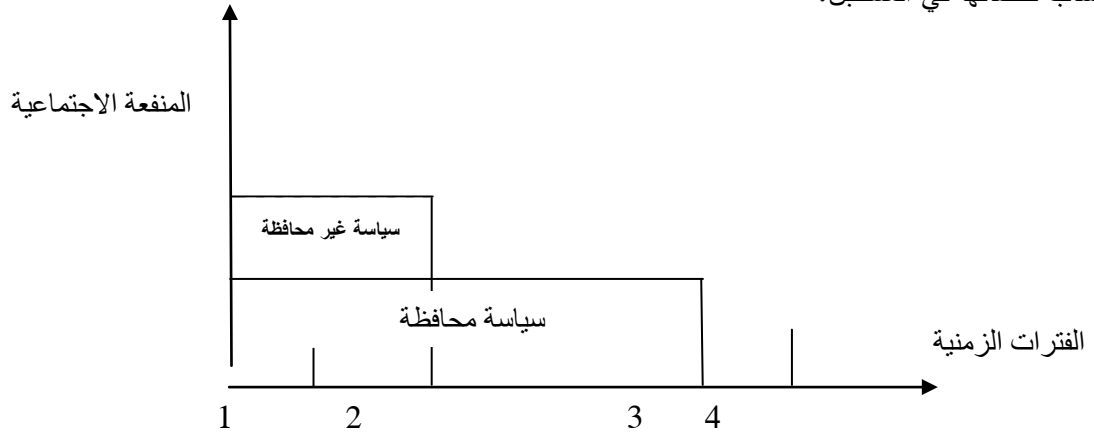 المنفعة الاجتماعية
سياسة غير محافظة
سياسة محافظة
الفترات الزمنية
1 2 3 4